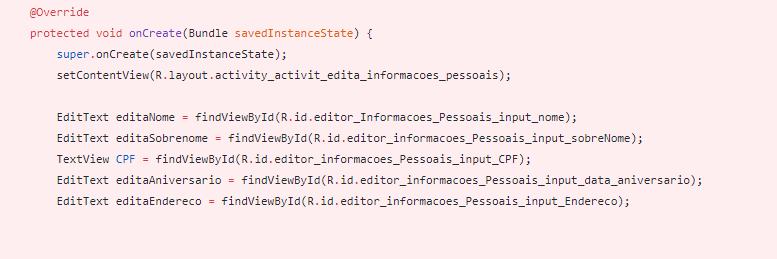 @Override
protected void onCreate(Bundle savedInstanceState) {
super.onCreate(savedInstanceState);
setContentView(R.layout.activity_activit_edita_informacoes_pessoais);
EditText editaNome = findViewById(R.id.editor_Informacoes_Pessoais_input_nome);
EditText editaSobrenome = findViewById(R.id.editor_informacoes_Pessoais_input_sobreNome);
TextView CPF = findViewById(R.id.editor_informacoes_Pessoais_input_CPF);
EditText editaAniversario = findViewById(R.id.editor_informacoes_Pessoais_input_data_aniversario);
EditText editaEndereco = findViewById(R.id.editor_informacoes_Pessoais_input_Endereco);